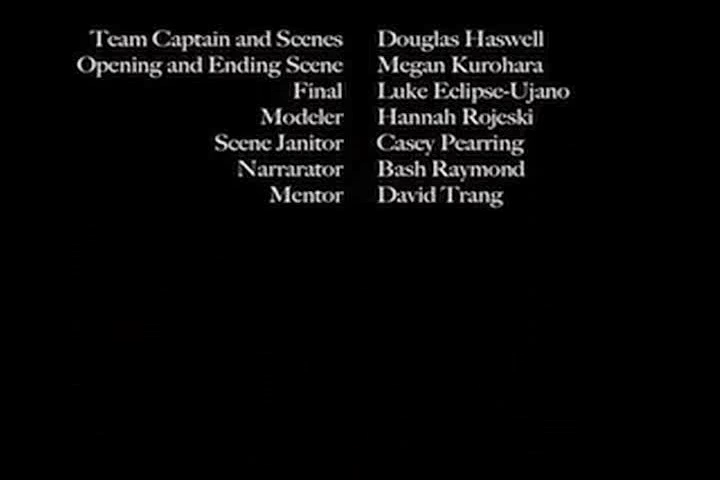 Team Captain and Scenes Douglas Haswell
Opening and Ending Scene Megan Kurohara
Final Luke Eclipse-Ujano
Modeler Hannah Rojeski
Scene Janitor Casey Pearring
Narrarator Bash Raymond
Mentor David Trang